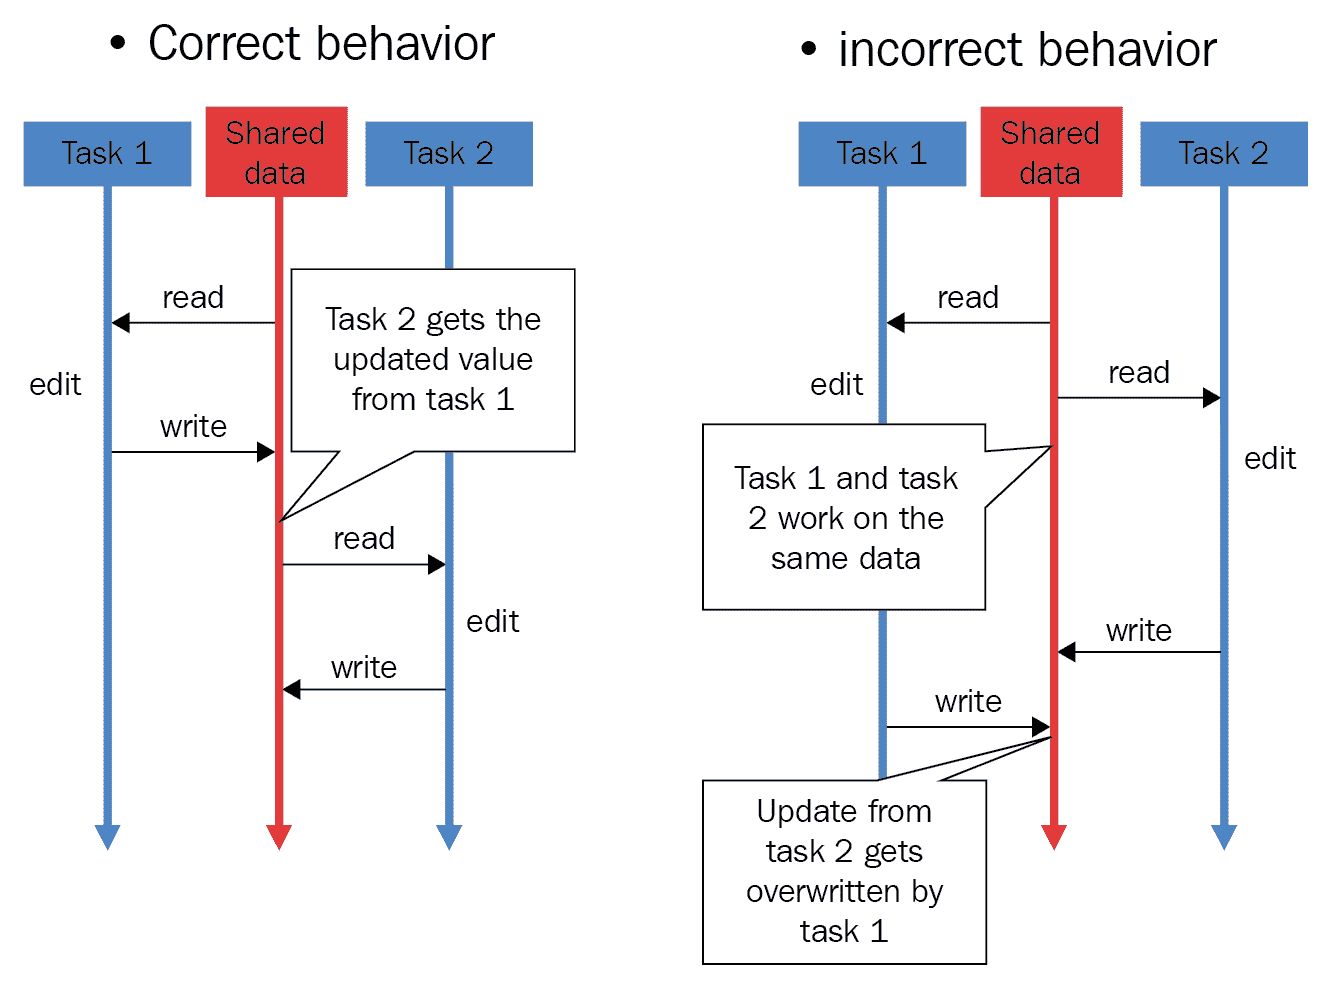 • Correct behavior
Task 1
Shared
data
Task 2
read
Task 2 gets the
updated value
from task 1
edit
write
read
edit
write
• incorrect behavior
Task 1
Shared
data
Task 2
read
read
edit
Task 1 and task
2 work on the
same data
edit
write
write
Update from
task 2 gets
overwritten by
task 1